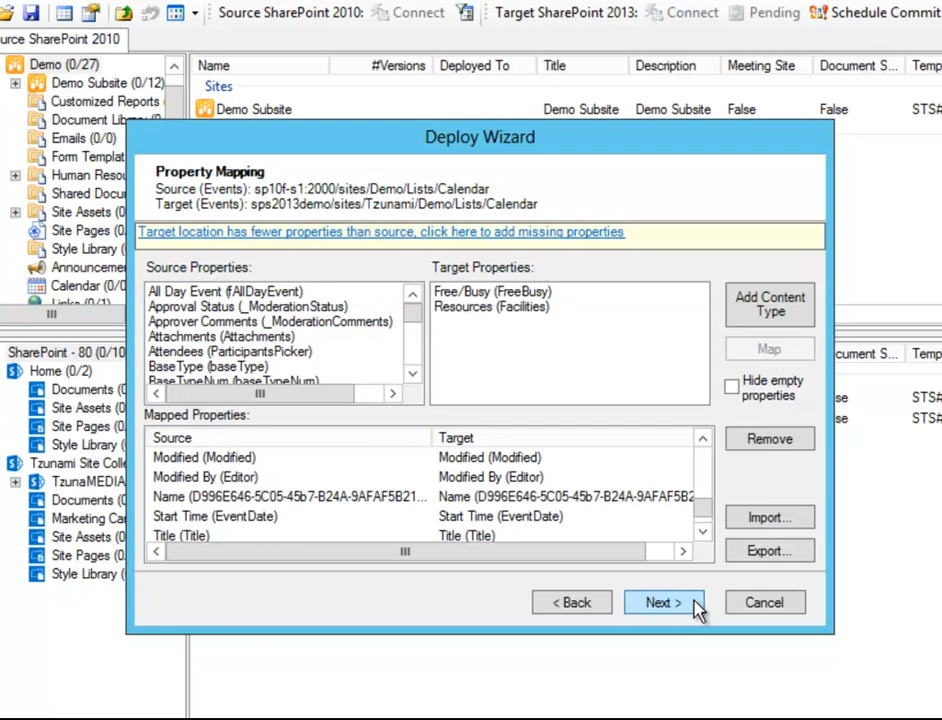 Source SharePoint 2010: Connect Target SharePoint 2013: Connect Pending Schedule Commit
urce SharePoint 2010
Demo (0/27)
Demo Subsite (0/12)
Customized Reports
Document Lib
Emails (0/0)
Form Templat
Human Resou
Shared Docu
Site Assets (0
Site Pages (0
Style Library (
Announcemen
Calendar (0/0
Links (0/1)
Name #Versions Deployed To Title Description Meeting Site Document S... Temp
Sites
Demo Subsite Demo Subsite Demo Subsite False False STS#
Deploy Wizard
Property Mapping
Source (Events): sp10f-s1:2000/sites/Demo/Lists/Calendar
Target (Events): sps2013demo/sites/Tzunami/Demo/Lists/Calendar
Target location has fewer properties than source, click here to add missing properties
Source Properties:
All Day Event (fAllDayEvent)
Approval Status (_ModerationStatus)
Approver Comments (_ModerationComments)
Attachments (Attachments)
Attendees (ParticipantsPicker)
BaseType (baseType)
BaseTypeNum (baseTypeNum)
Target Properties:
Free/Busy (FreeBusy)
Resources (Facilities)
Add Content
Type
Map
Hide empty
properties
Mapped Properties:
Source Target
Modified (Modified) Modified (Modified)
Modified By (Editor) Modified By (Editor)
Name (D996E646-5C05-45b7-B24A-9AFAF5B21... Name (D996E646-5C05-45b7-B24A-9AFAF5B2
Start Time (EventDate) Start Time (EventDate)
Title (Title) Title (Title)
Remove
Import...
Export...
< Back Next > Cancel
SharePoint - 80 (0/10
Home (0/2)
Documents (
Site Assets (
Site Pages (0
Style Library (
Tzunami Site Colle
TzunaMEDIA
Documents (
Marketing Ca
Site Assets (
Site Pages (0
Style Library (
cument S... Temp
se STS#
se STS#